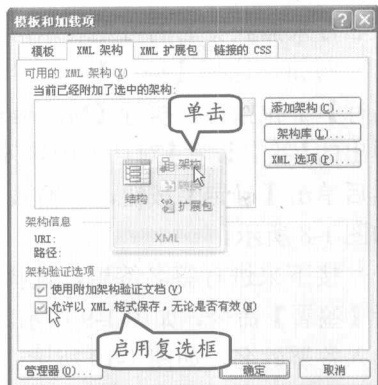 模板和加载项
模板 XML 架构 XML 扩展包 链接的 CSS
可用的 XML 架构(X)
当前已经附加了选中的架构:
单击
添加架构(C)...
架构库(L)...
XML 选项(P)...
结构
架构
扩展包
XML
架构信息
URI:
路径:
架构验证选项
使用附加架构验证文档(V)
允许以 XML 格式保存,无论是否有效(W)
启用复选框
管理器(O)...
确定
取消